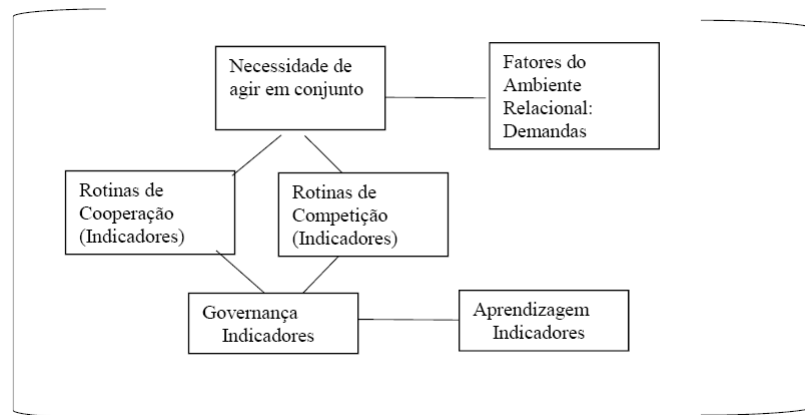 Necessidade de
agir em conjunto
Fatores do
Ambiente
Relacional:
Demandas
Rotinas de
Cooperação
(Indicadores)
Rotinas de
Competição
(Indicadores)
Governança
Indicadores
Aprendizagem
Indicadores